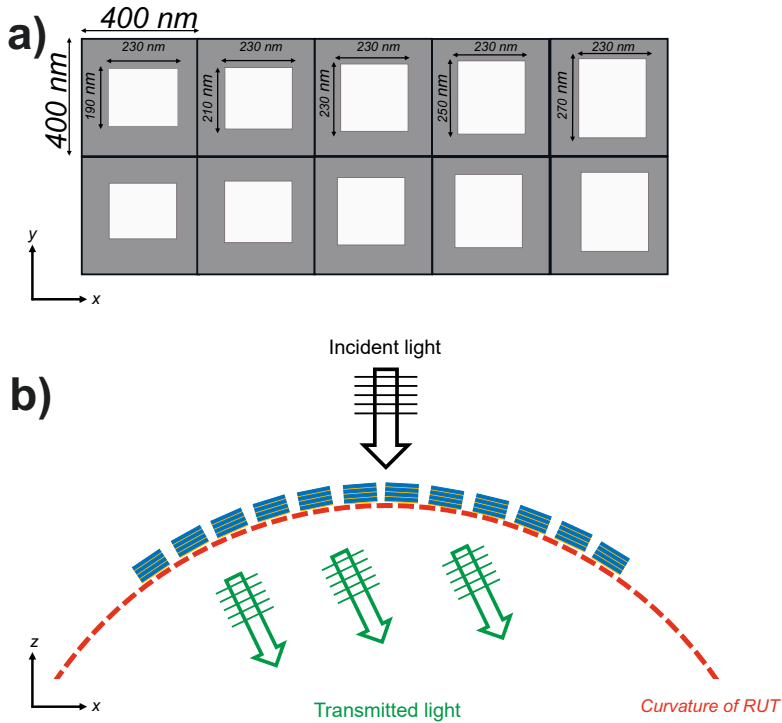 a)
400 nm
400 nm
230 nm
230 nm
230 nm
230 nm
230 nm
190 nm
210 nm
230 nm
250 nm
270 nm
y
x
Incident light
b)
z
x
Transmitted light
Curvature of RUT